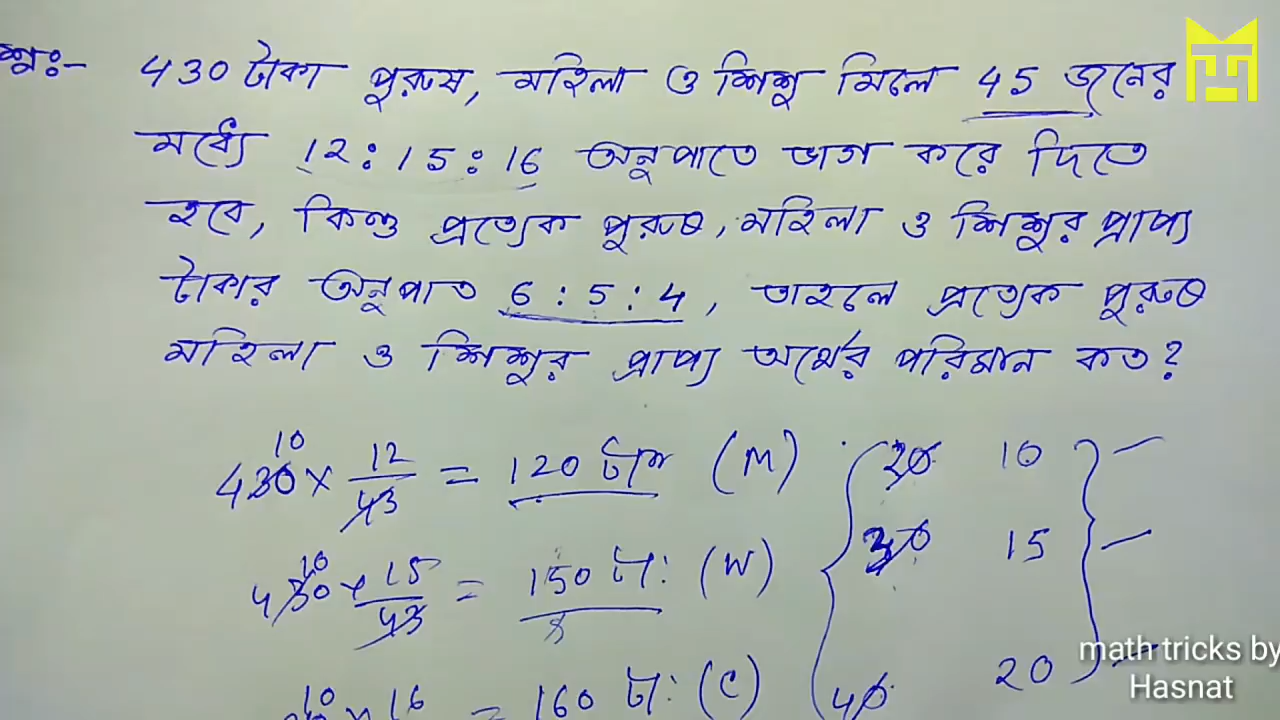 শ্নঃ- 430 টাকা পুরুষ, মহিলা ও শিশু মিলে 45 জনের
মধ্যে 12 : 15 : 16 অনুপাতে ভাগ করে দিতে
হবে, কিন্তু প্রত্যেক পুরুষ, মহিলা ও শিশুর প্রাপ্য
টাকার অনুপাত 6 : 5 : 4, তাহলে প্রত্যেক পুরুষ
মহিলা ও শিশুর প্রাপ্য অর্থের পরিমান কত?
10
430 × 12/43 = 120 টাকা (M) 20 10
10
430 × 15/43 = 150 টা: (W) 30 15
10
× 16 = 160 টা: (C) 40 20
math tricks by
Hasnat